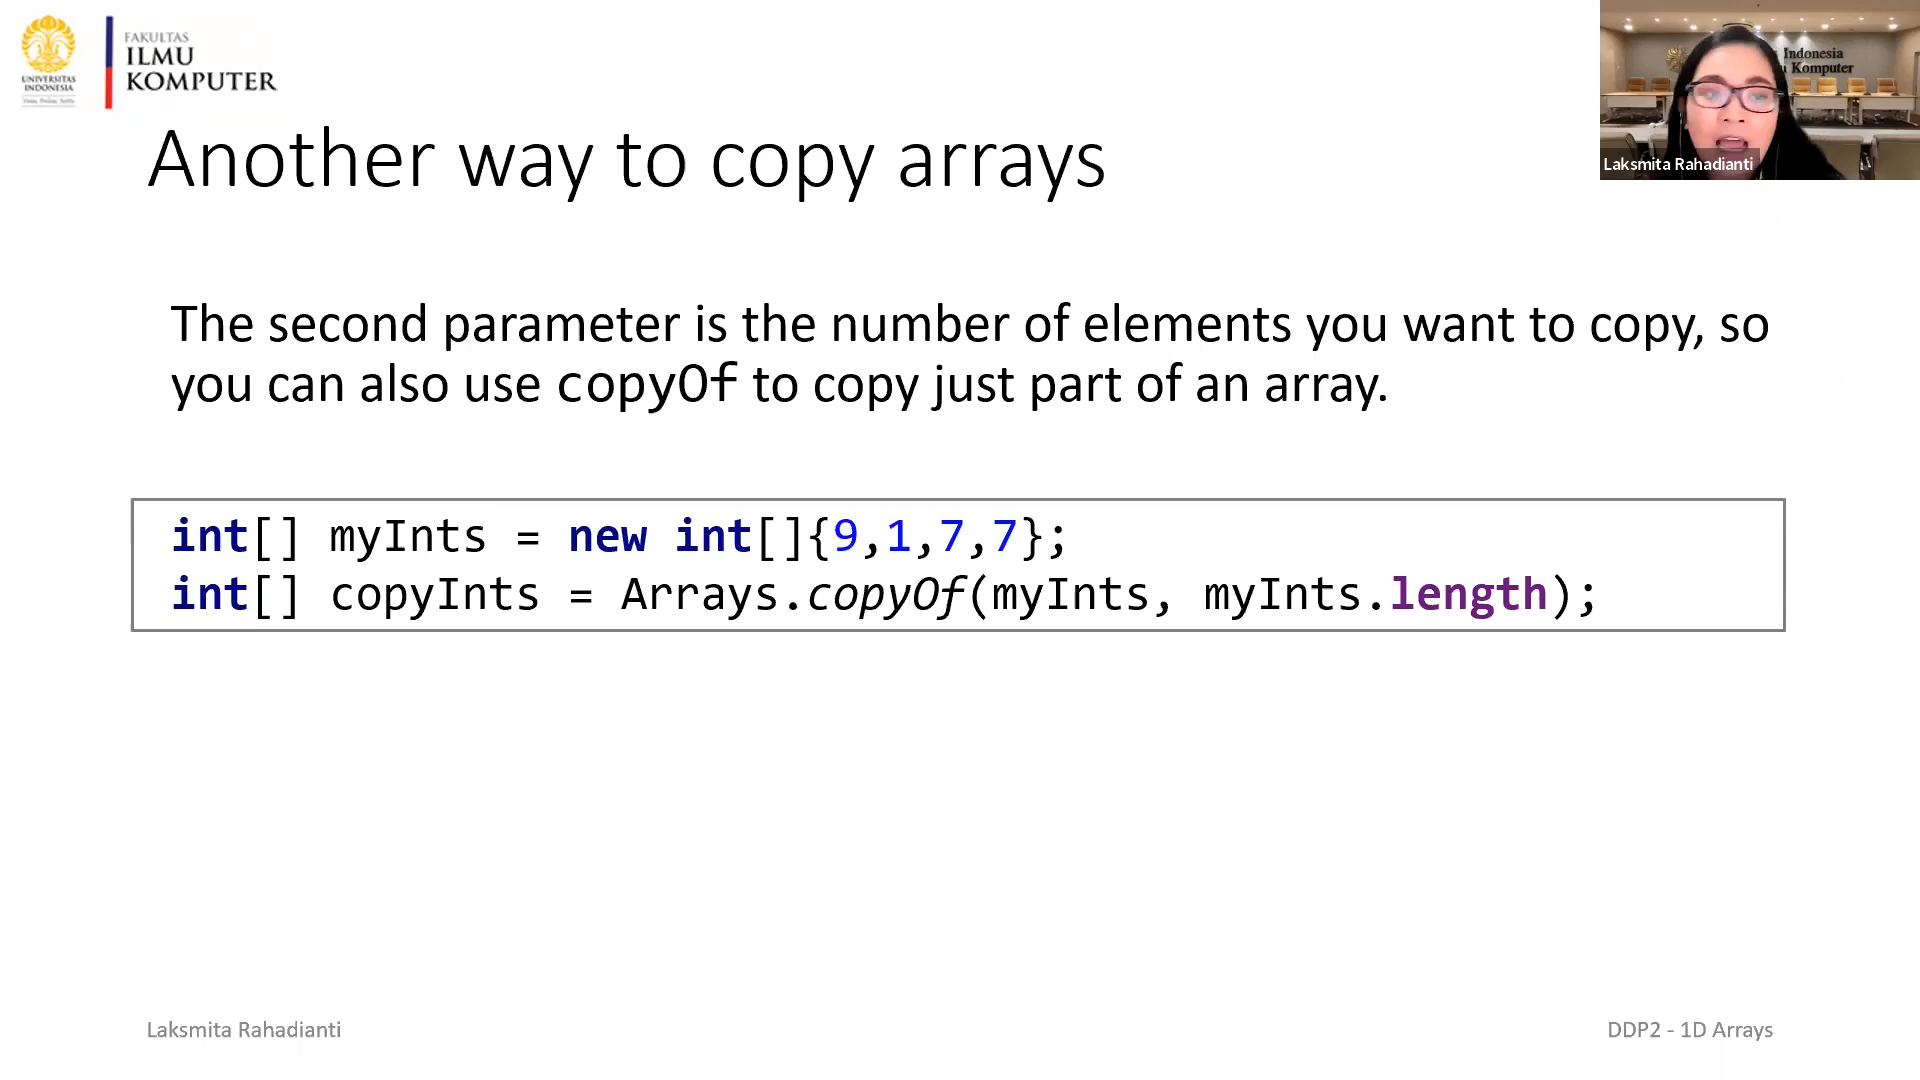 UNIVERSITAS
INDONESIA
FAKULTAS
ILMU
KOMPUTER
Indonesia
Komputer
Laksmita Rahadianti
Another way to copy arrays
The second parameter is the number of elements you want to copy, so
you can also use copyOf to copy just part of an array.
int[] myInts = new int[]{9,1,7,7};
int[] copyInts = Arrays.copyOf(myInts, myInts.length);
Laksmita Rahadianti
DDP2 - 1D Arrays